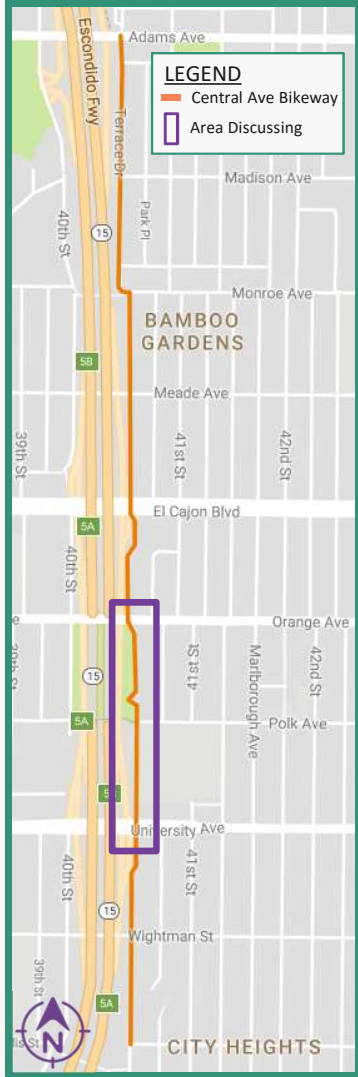 Adams Ave
Escondido Fwy
LEGEND
Central Ave Bikeway
Area Discussing
Terrace Dr
Madison Ave
Park Pl
40th St
15
Monroe Ave
BAMBOO
GARDENS
5B
Meade Ave
39th St
41st St
42nd St
El Cajon Blvd
5A
40th St
Orange Ave
41st St
Marlborough Ave
42nd St
15
5A
Polk Ave
University Ave
40th St
41st St
15
Wightman St
39th St
5A
N
CITY HEIGHTS